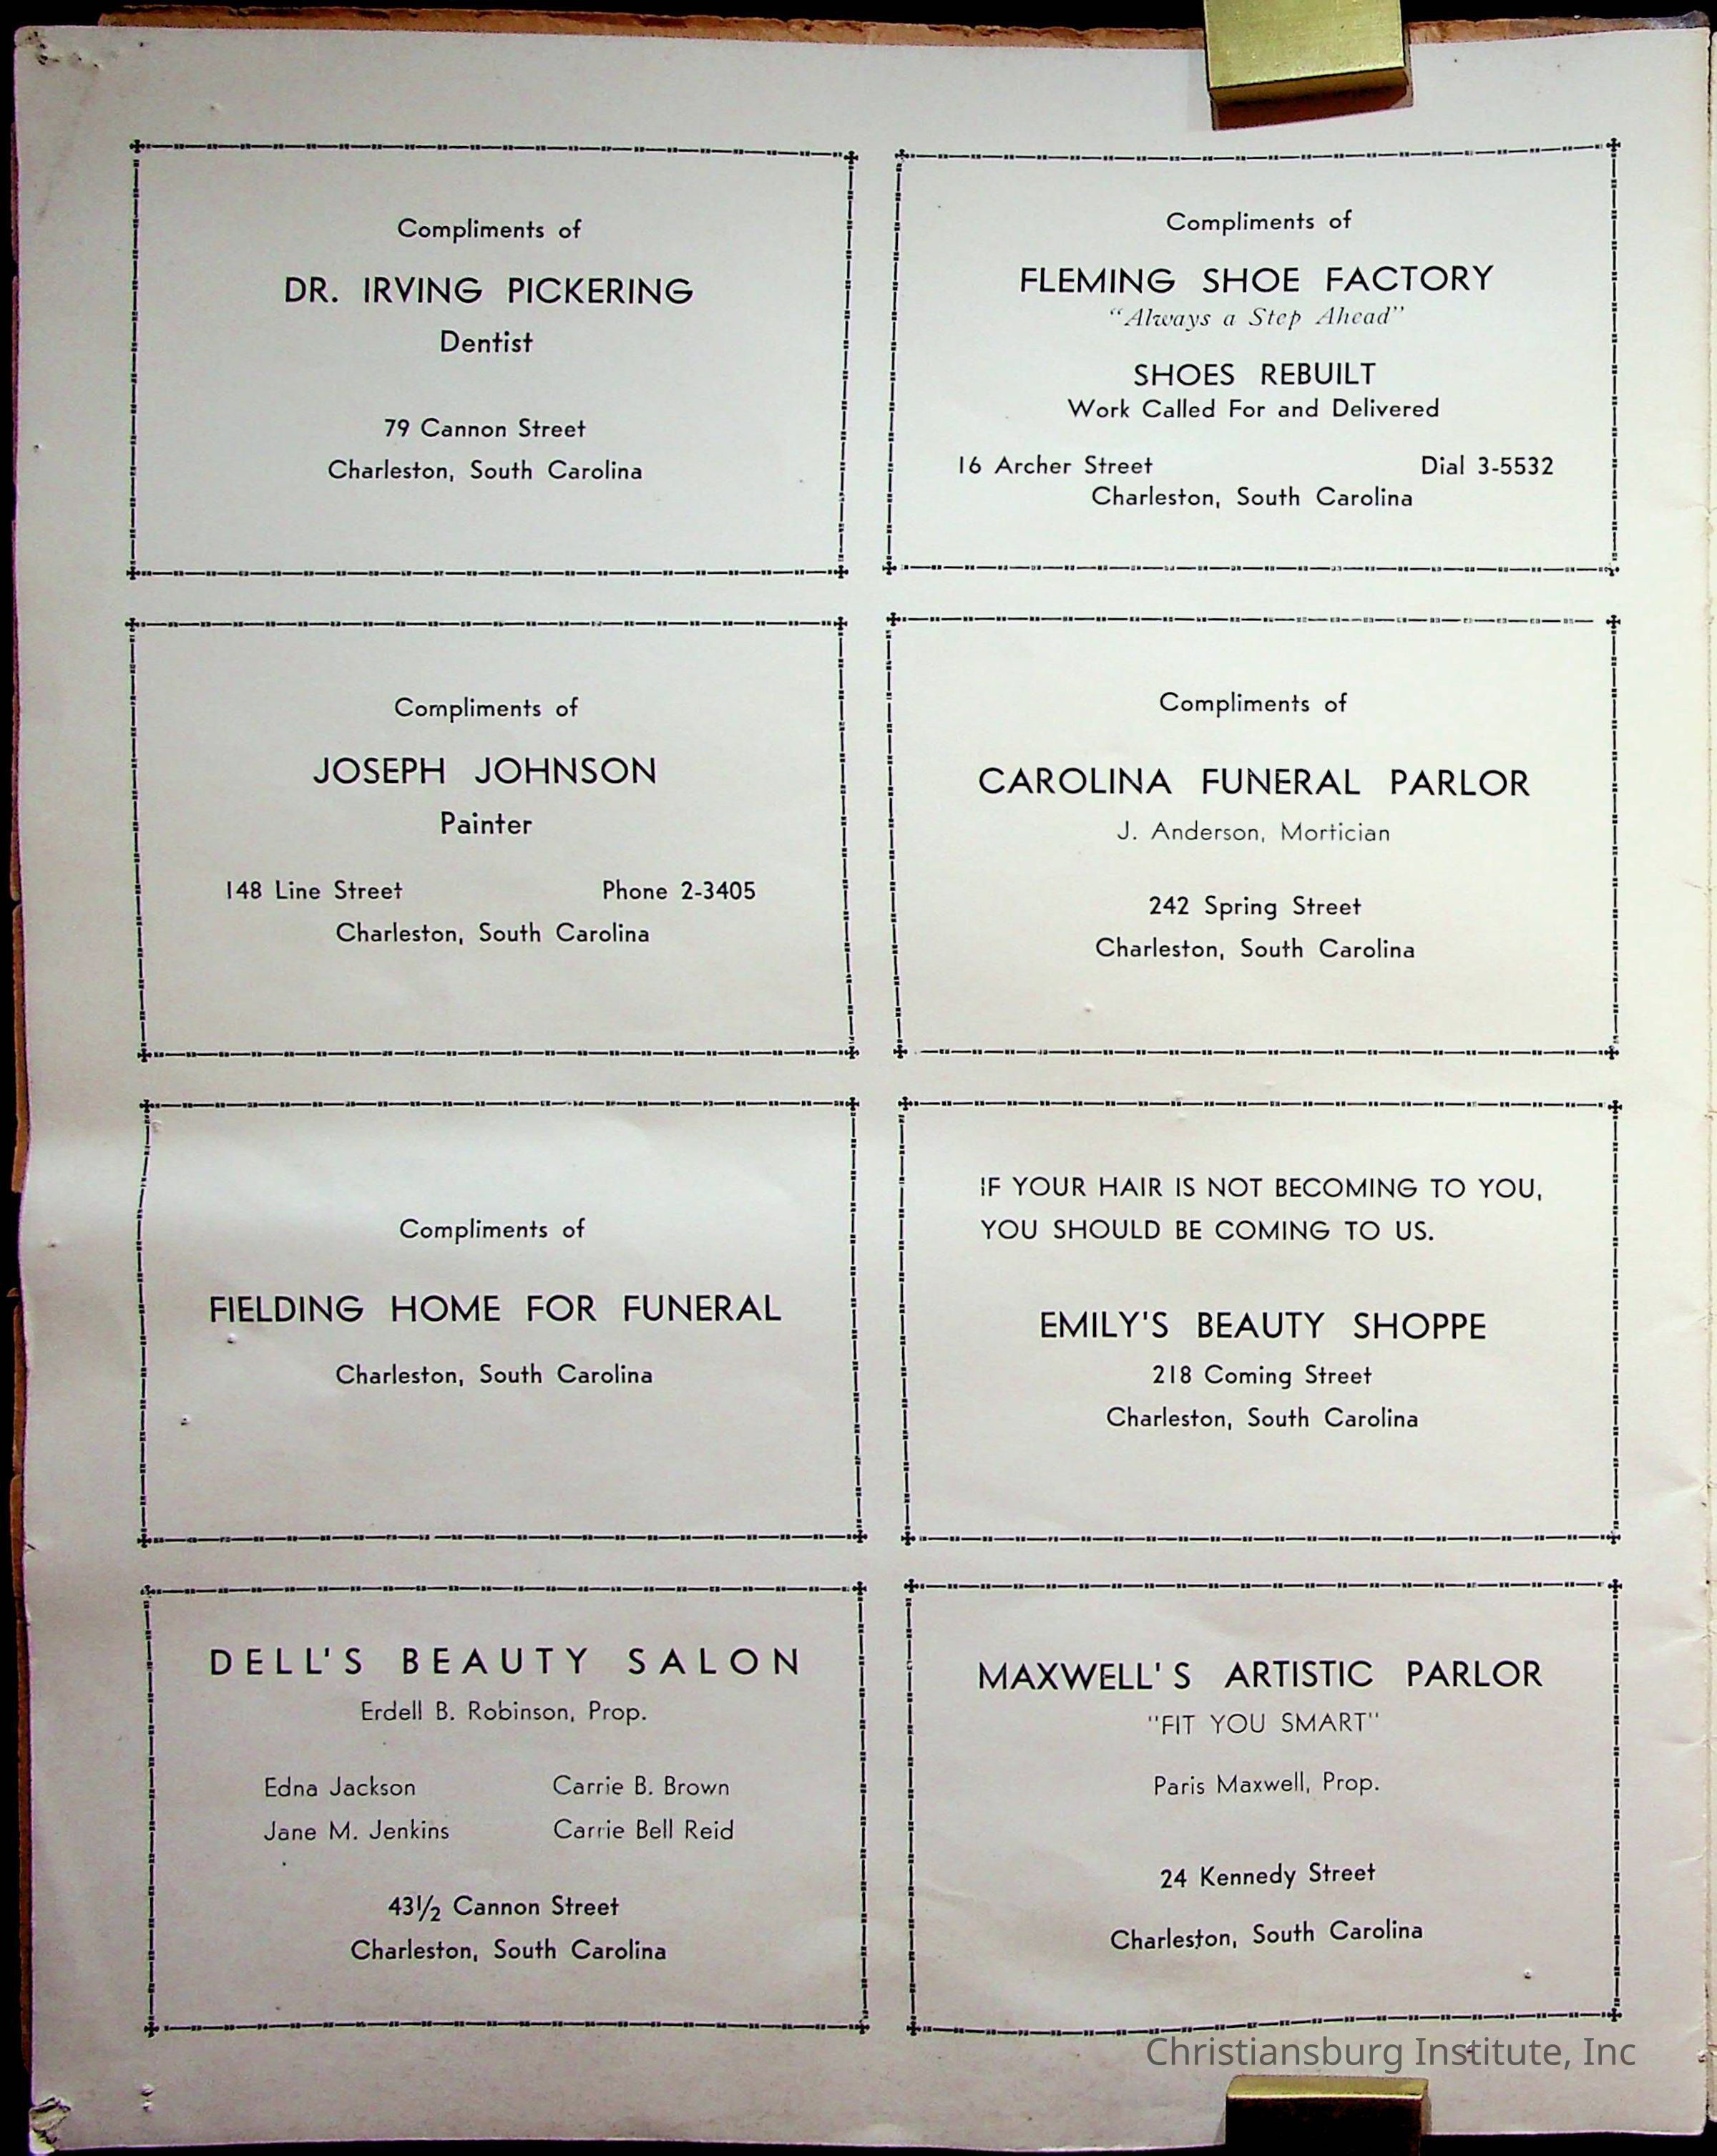 Compliments of
DR. IRVING PICKERING
Dentist
79 Cannon Street
Charleston, South Carolina
Compliments of
FLEMING SHOE FACTORY
"Always a Step Ahead"
SHOES REBUILT
Work Called For and Delivered
16 Archer Street Dial 3-5532
Charleston, South Carolina
Compliments of
JOSEPH JOHNSON
Painter
148 Line Street Phone 2-3405
Charleston, South Carolina
Compliments of
CAROLINA FUNERAL PARLOR
J. Anderson, Mortician
242 Spring Street
Charleston, South Carolina
Compliments of
FIELDING HOME FOR FUNERAL
Charleston, South Carolina
IF YOUR HAIR IS NOT BECOMING TO YOU,
YOU SHOULD BE COMING TO US.
EMILY'S BEAUTY SHOPPE
218 Coming Street
Charleston, South Carolina
DELL'S BEAUTY SALON
Erdell B. Robinson, Prop.
Edna Jackson Carrie B. Brown
Jane M. Jenkins Carrie Bell Reid
43½ Cannon Street
Charleston, South Carolina
MAXWELL'S ARTISTIC PARLOR
"FIT YOU SMART"
Paris Maxwell, Prop.
24 Kennedy Street
Charleston, South Carolina
Christiansburg Institute, Inc